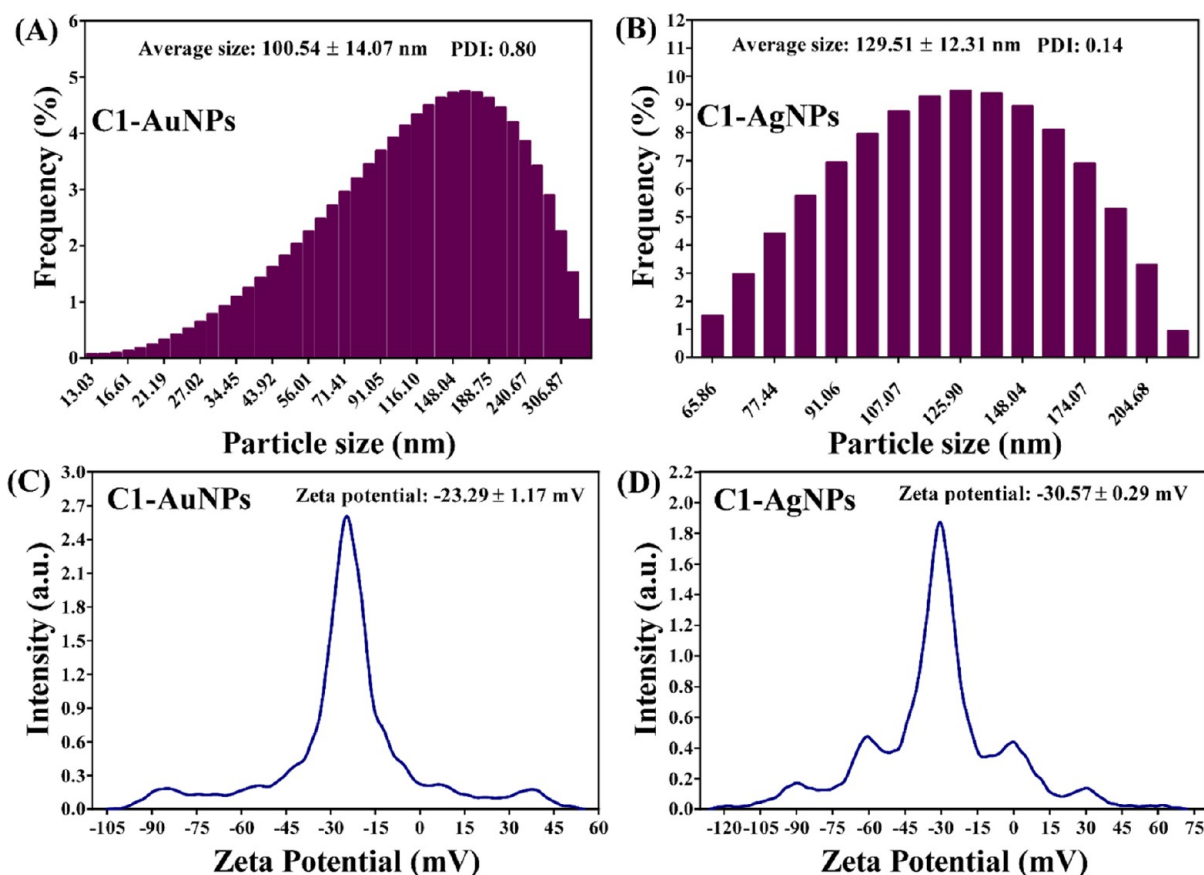 (A)
Average size: 100.54 ± 14.07 nm PDI: 0.80
C1-AuNPs
Frequency (%)
6
5
4
3
2
1
0
13.03 16.61 21.19 27.02 34.45 43.92 56.01 71.41 91.05 116.10 148.04 188.75 240.67 306.87
Particle size (nm)
(B)
Average size: 129.51 ± 12.31 nm PDI: 0.14
C1-AgNPs
Frequency (%)
12
11
10
9
8
7
6
5
4
3
2
1
0
65.86 77.44 91.06 107.07 125.90 148.04 174.07 204.68
Particle size (nm)
(C)
C1-AuNPs
Zeta potential: -23.29 ± 1.17 mV
Intensity (a.u.)
3.0
2.7
2.4
2.1
1.8
1.5
1.2
0.9
0.6
0.3
0.0
-105 -90 -75 -60 -45 -30 -15 0 15 30 45 60
Zeta Potential (mV)
(D)
Zeta potential: -30.57 ± 0.29 mV
C1-AgNPs
Intensity (a.u.)
2.2
2.0
1.8
1.6
1.4
1.2
1.0
0.8
0.6
0.4
0.2
0.0
-120 -105 -90 -75 -60 -45 -30 -15 0 15 30 45 60 75
Zeta Potential (mV)